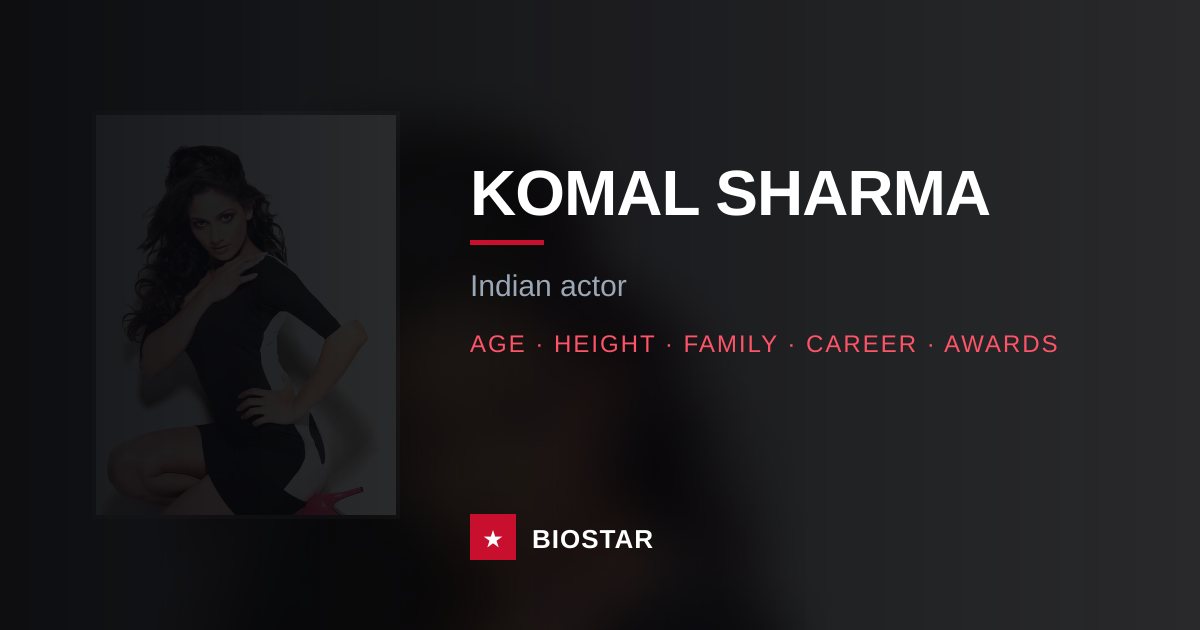 KOMAL SHARMA
Indian actor
AGE · HEIGHT · FAMILY · CAREER · AWARDS
BIOSTAR